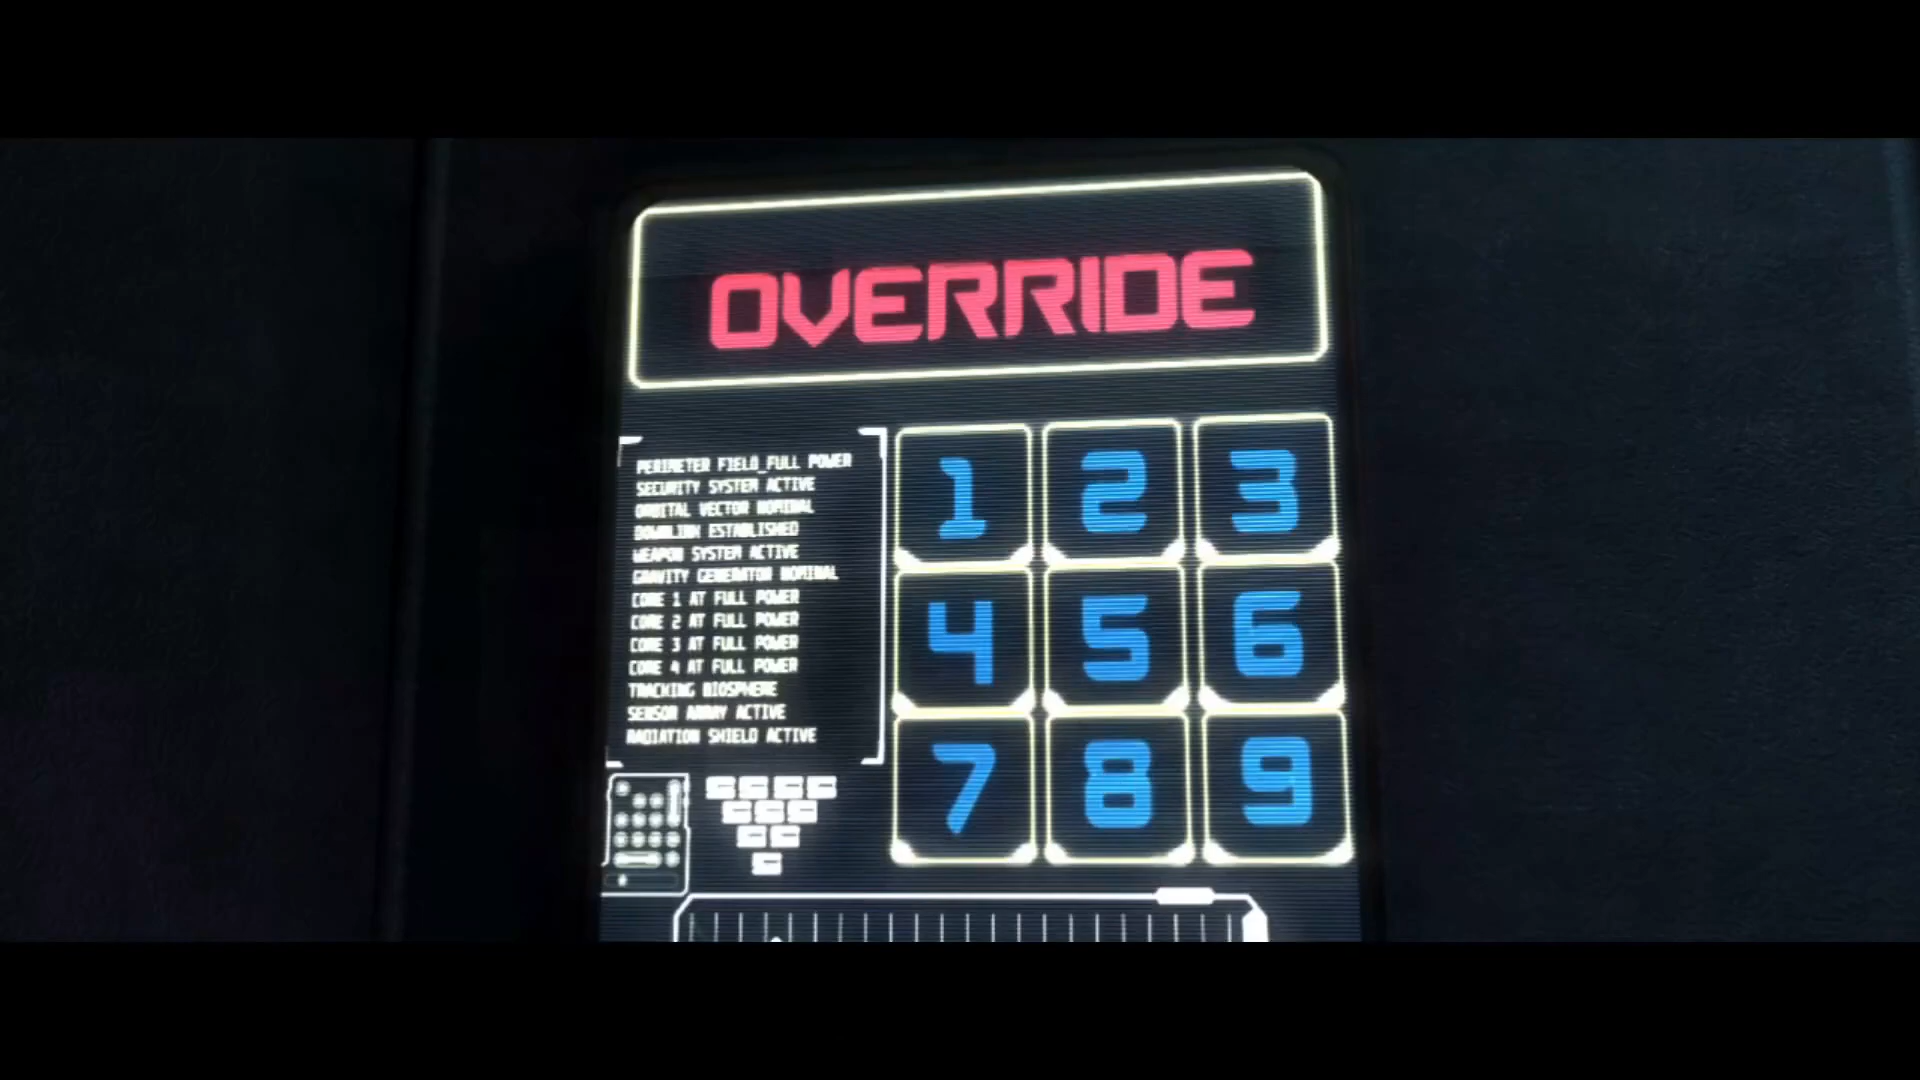 OVERRIDE
PERIMETER FIELD_FULL POWER
SECURITY SYSTEM ACTIVE
ORBITAL VECTOR NOMINAL
DOWNLINK ESTABLISHED
WEAPON SYSTEM ACTIVE
GRAVITY GENERATOR NOMINAL
CORE 1 AT FULL POWER
CORE 2 AT FULL POWER
CORE 3 AT FULL POWER
CORE 4 AT FULL POWER
TRACKING BIOSPHERE
SENSOR ARRAY ACTIVE
RADIATION SHIELD ACTIVE
1 2 3
4 5 6
7 8 9